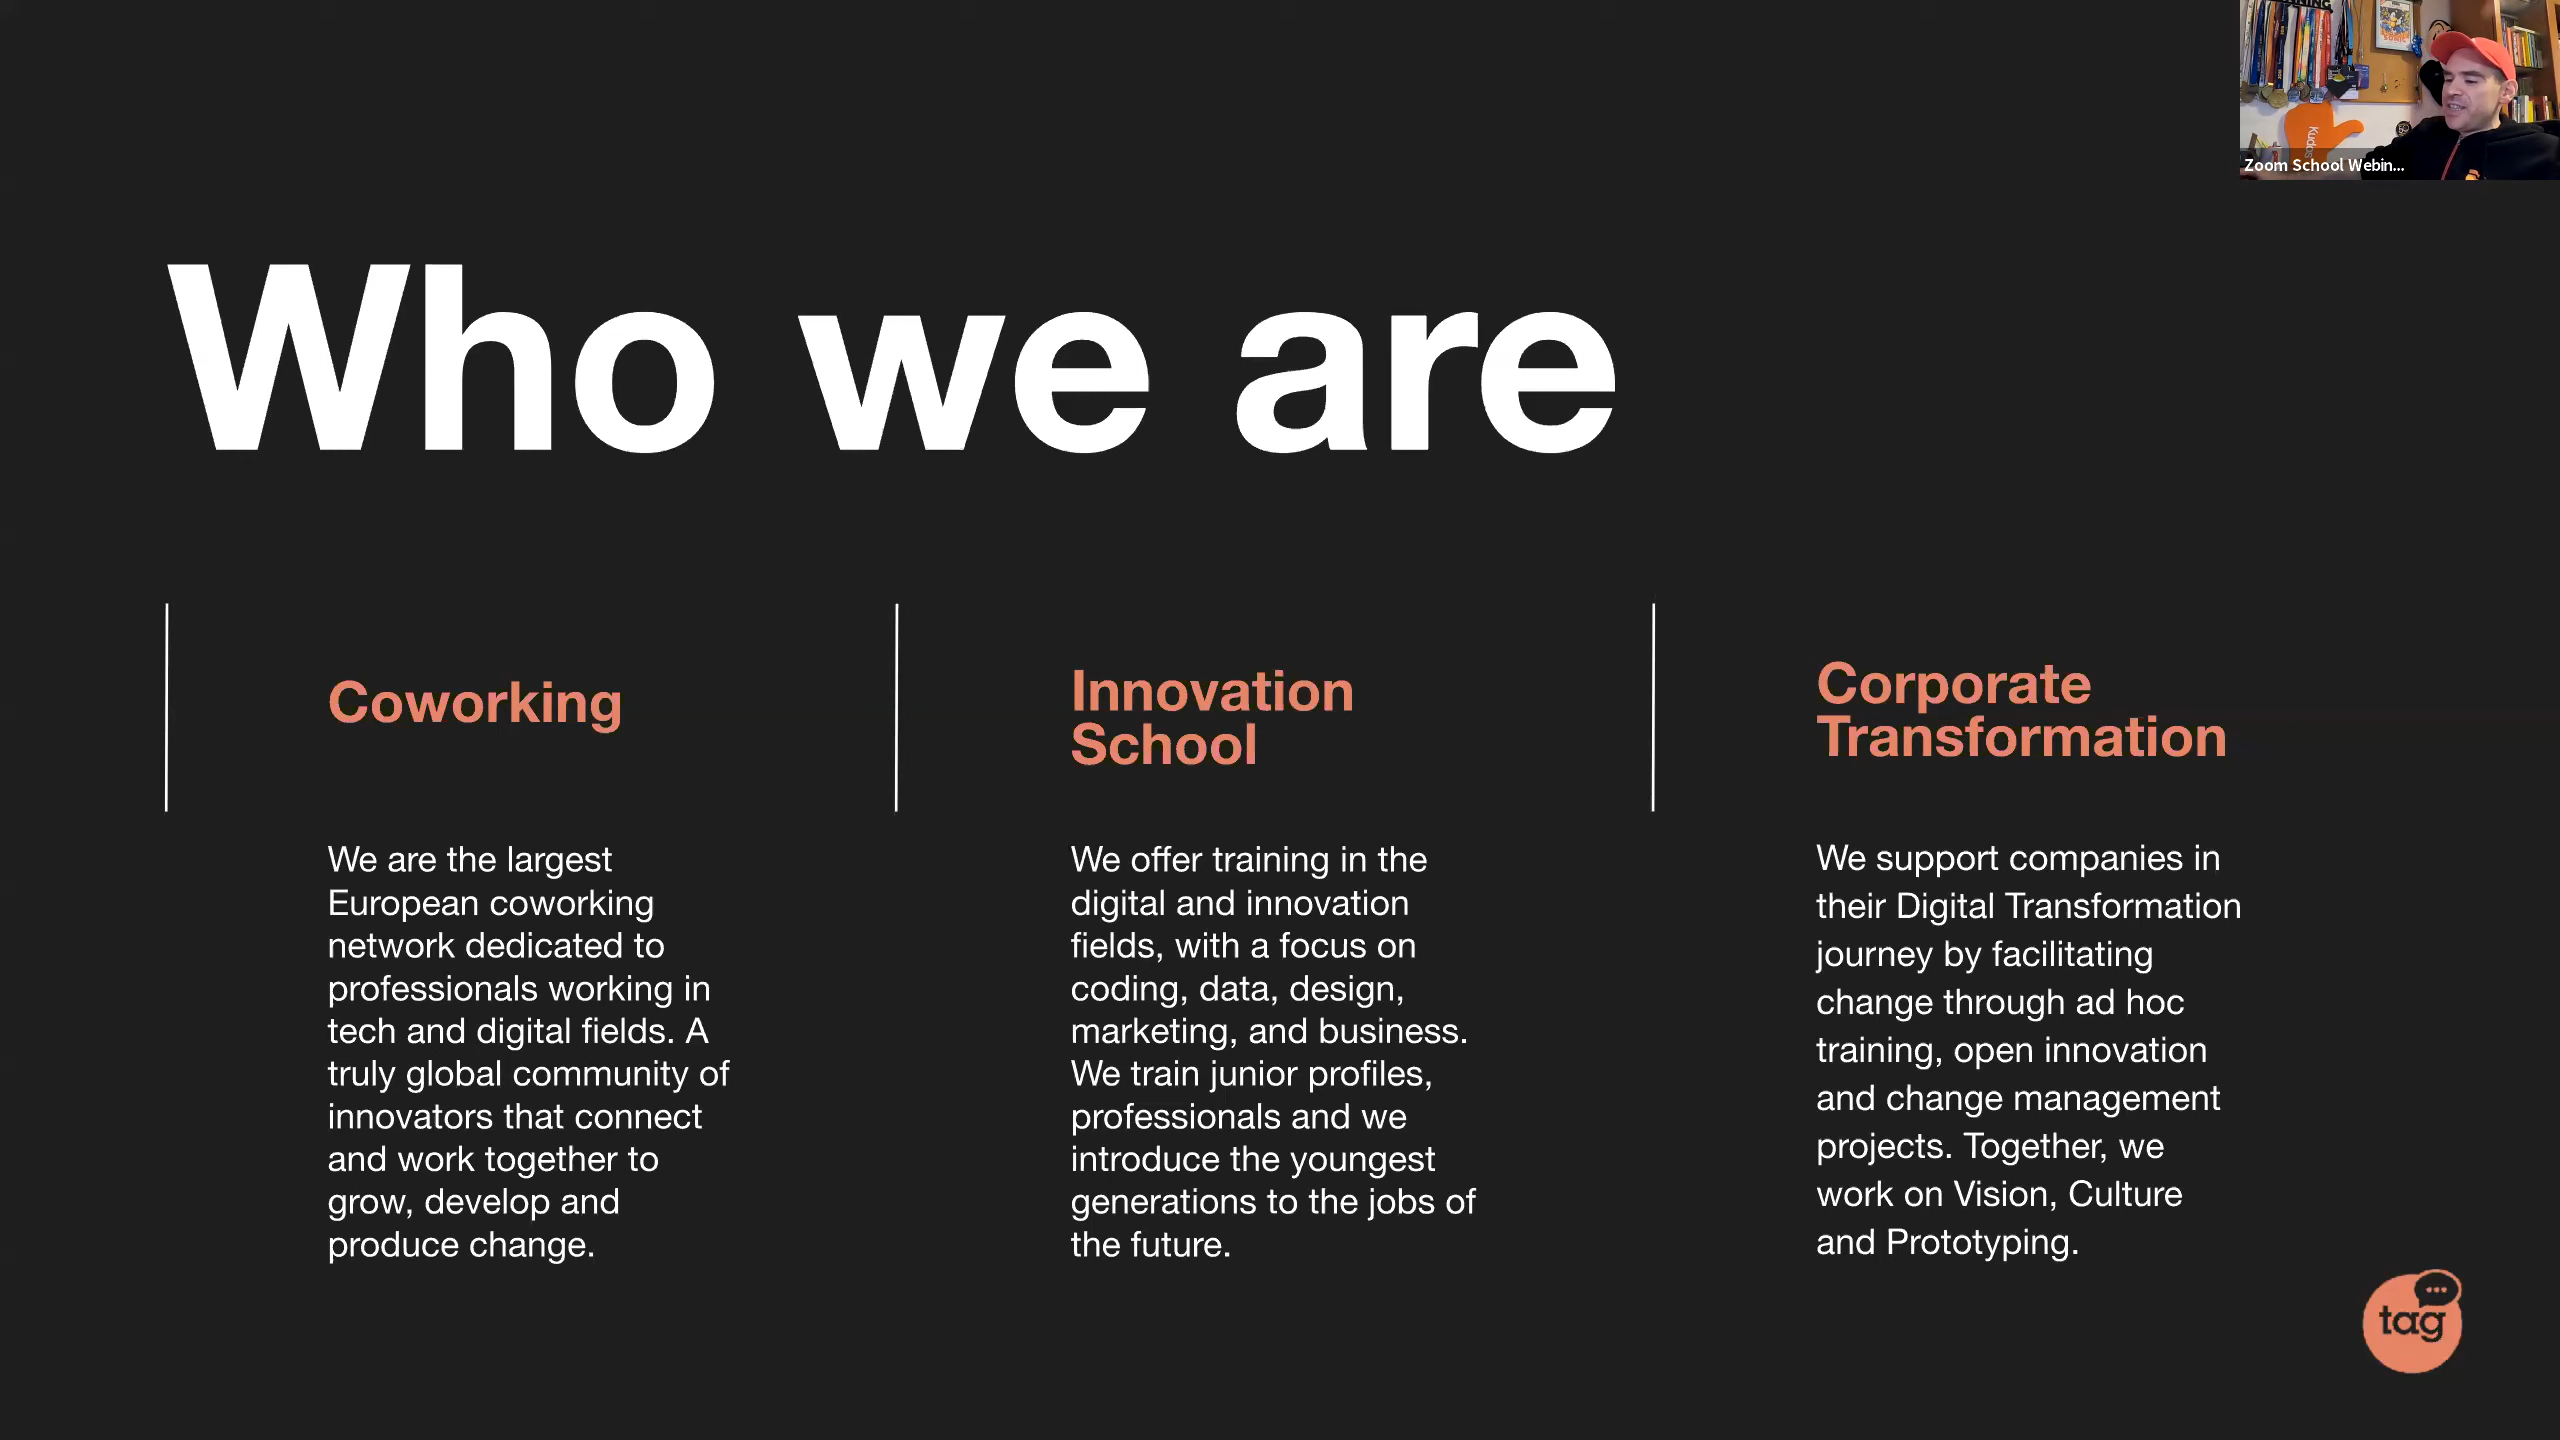 Zoom School Webin...
Who we are
Coworking
We are the largest
European coworking
network dedicated to
professionals working in
tech and digital fields. A
truly global community of
innovators that connect
and work together to
grow, develop and
produce change.
Innovation
School
We offer training in the
digital and innovation
fields, with a focus on
coding, data, design,
marketing, and business.
We train junior profiles,
professionals and we
introduce the youngest
generations to the jobs of
the future.
Corporate
Transformation
We support companies in
their Digital Transformation
journey by facilitating
change through ad hoc
training, open innovation
and change management
projects. Together, we
work on Vision, Culture
and Prototyping.
tag
Kudos